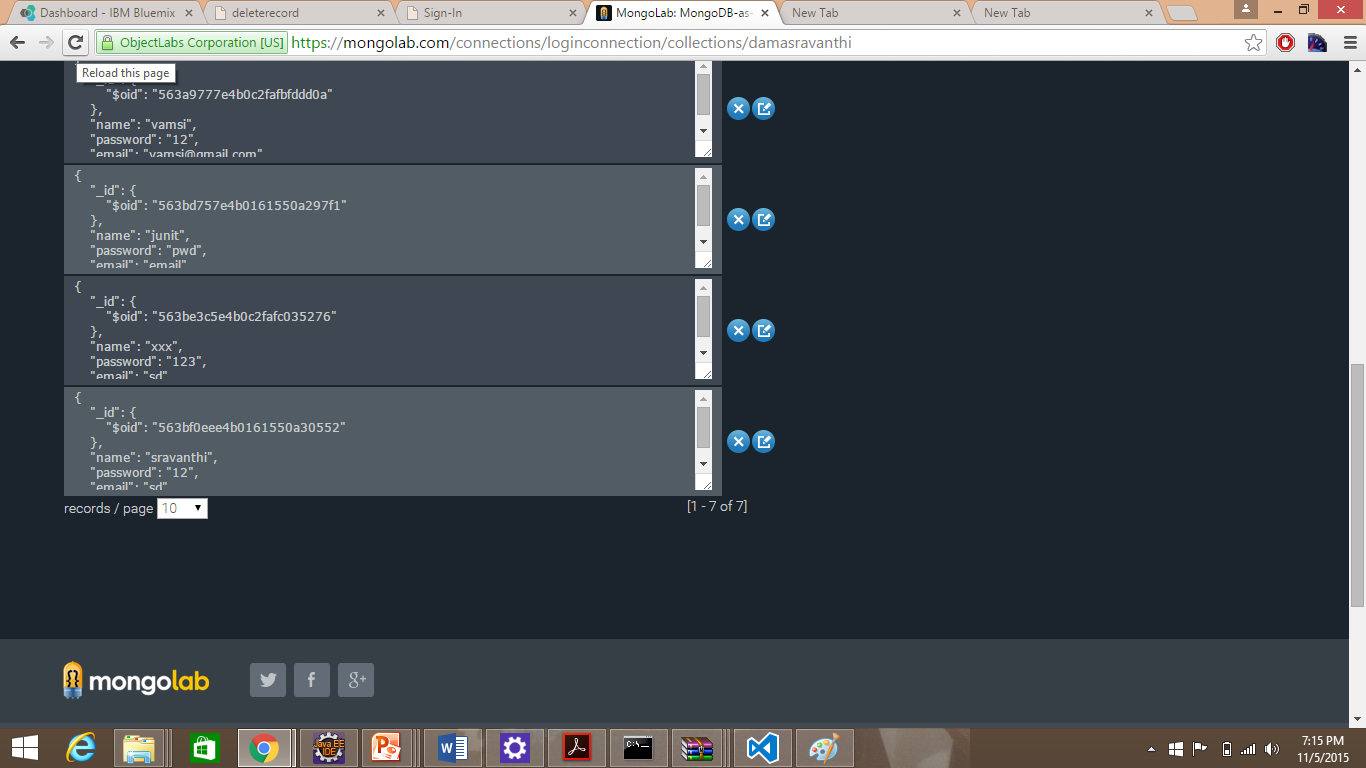 Dashboard - IBM Bluemix
deleterecord
Sign-In
MongoLab: MongoDB-as-
New Tab
New Tab
ObjectLabs Corporation [US]
https://mongolab.com/connections/loginconnection/collections/damasravanthi
Reload this page
"$oid": "563a9777e4b0c2fafbfddd0a"
},
"name": "vamsi",
"password": "12",
"email": "vamsi@gmail.com"
{
"_id": {
"$oid": "563bd757e4b0161550a297f1"
},
"name": "junit",
"password": "pwd",
"email": "email"
{
"_id": {
"$oid": "563be3c5e4b0c2fafc035276"
},
"name": "xxx",
"password": "123",
"email": "sd"
{
"_id": {
"$oid": "563bf0eee4b0161550a30552"
},
"name": "sravanthi",
"password": "12",
"email": "sd"
records / page 10
[1 - 7 of 7]
mongolab
Java EE
IDE
C:\._
7:15 PM
11/5/2015